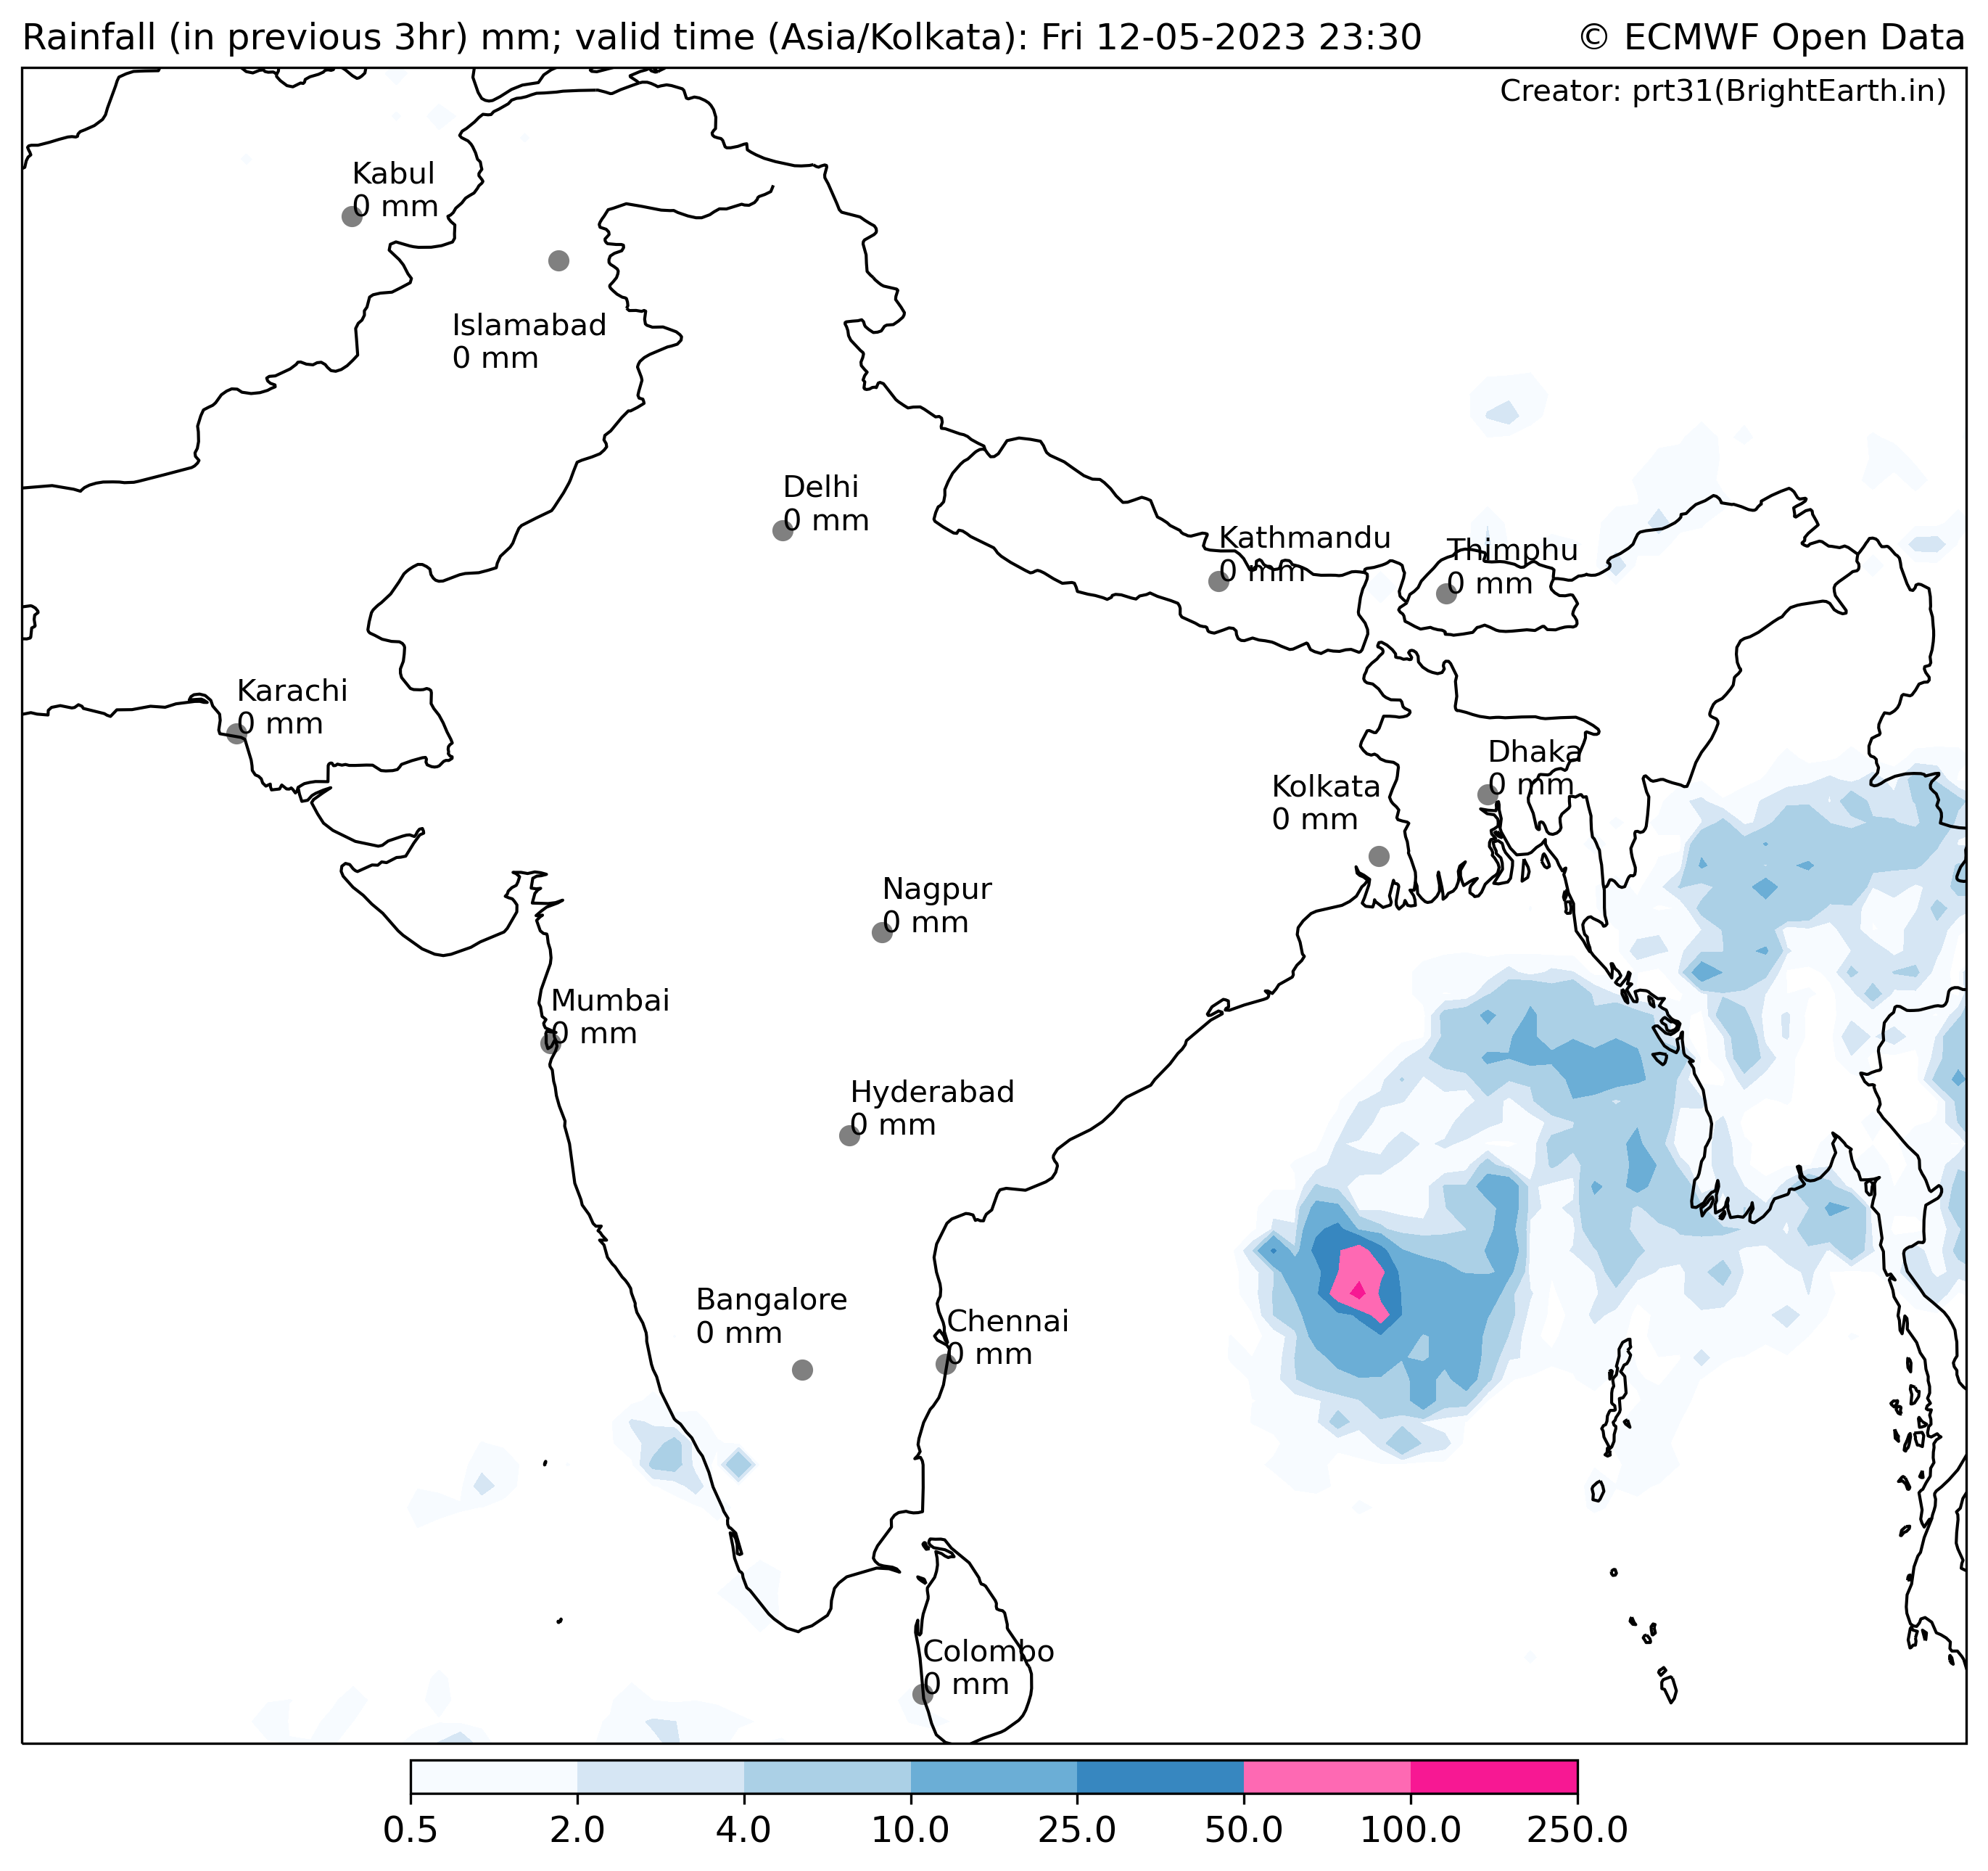 Rainfall (in previous 3hr) mm; valid time (Asia/Kolkata): Fri 12-05-2023 23:30
© ECMWF Open Data
Creator: prt31(BrightEarth.in)
Kabul
0 mm
Islamabad
0 mm
Delhi
0 mm
Kathmandu
0 mm
Thimphu
0 mm
Karachi
0 mm
Dhaka
0 mm
Kolkata
0 mm
Nagpur
0 mm
Mumbai
0 mm
Hyderabad
0 mm
Bangalore
0 mm
Chennai
0 mm
Colombo
0 mm
0.5 2.0 4.0 10.0 25.0 50.0 100.0 250.0